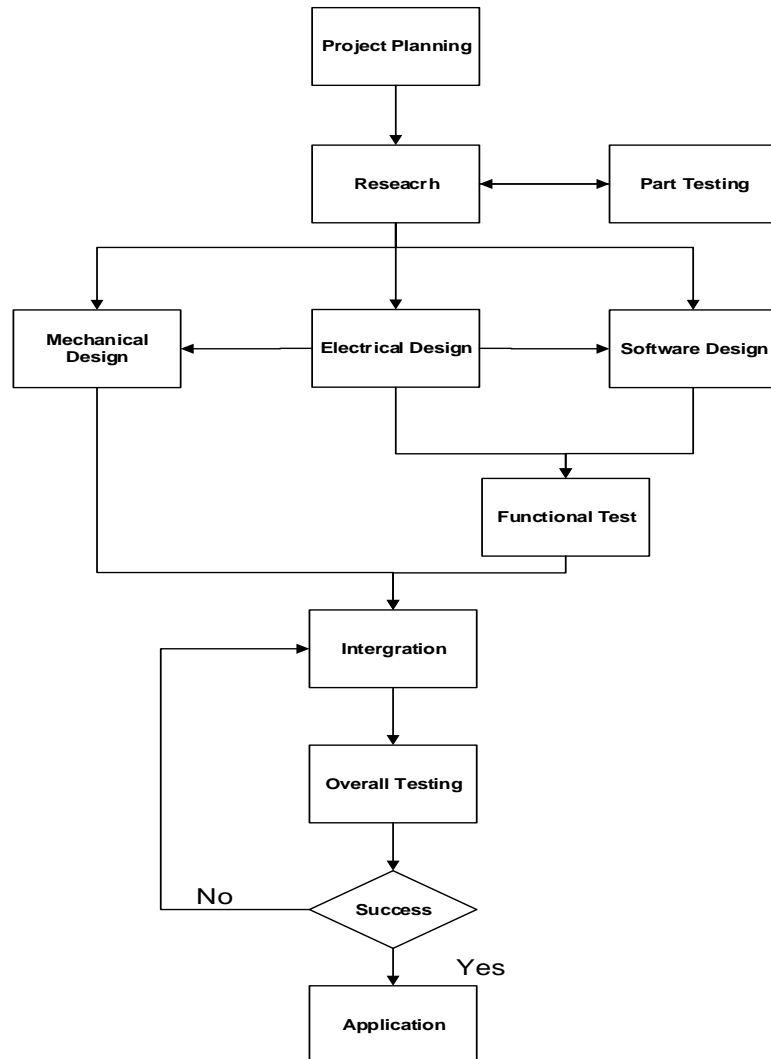 Project Planning
Reseacrh
Part Testing
Mechanical
Design
Electrical Design
Software Design
Functional Test
Intergration
Overall Testing
No
Success
Yes
Application